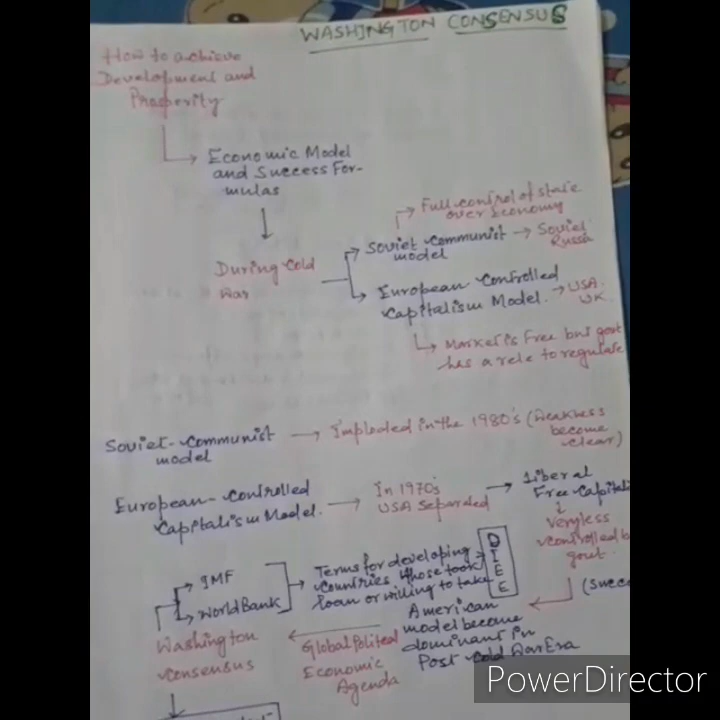 WASHINGTON CONSENSUS
How to achieve
Development and
Prosperity
Economic Model
and Success For-
mulas
During Cold
War
Full control of state
over Economy
Soviet Communist → Soviet
model Russia
European Controlled
Capitalism Model. → USA.
UK.
Market is Free but govt
has a role to regulate
Soviet-Communist → Imploded in the 1980's (Weakness
model become
clear)
European-Controlled → In 1970's → Liberal
Capitalism Model. USA Separated Free Capitali
Very less
controlled b
govt.
IMF
World Bank
Terms for developing
countries those took
loan or willing to take
D
I
E
E
(Succe
American
model become
dominant in
Post Cold War Era
Global
Economic
Agenda
Washington
Consensus
PowerDirector